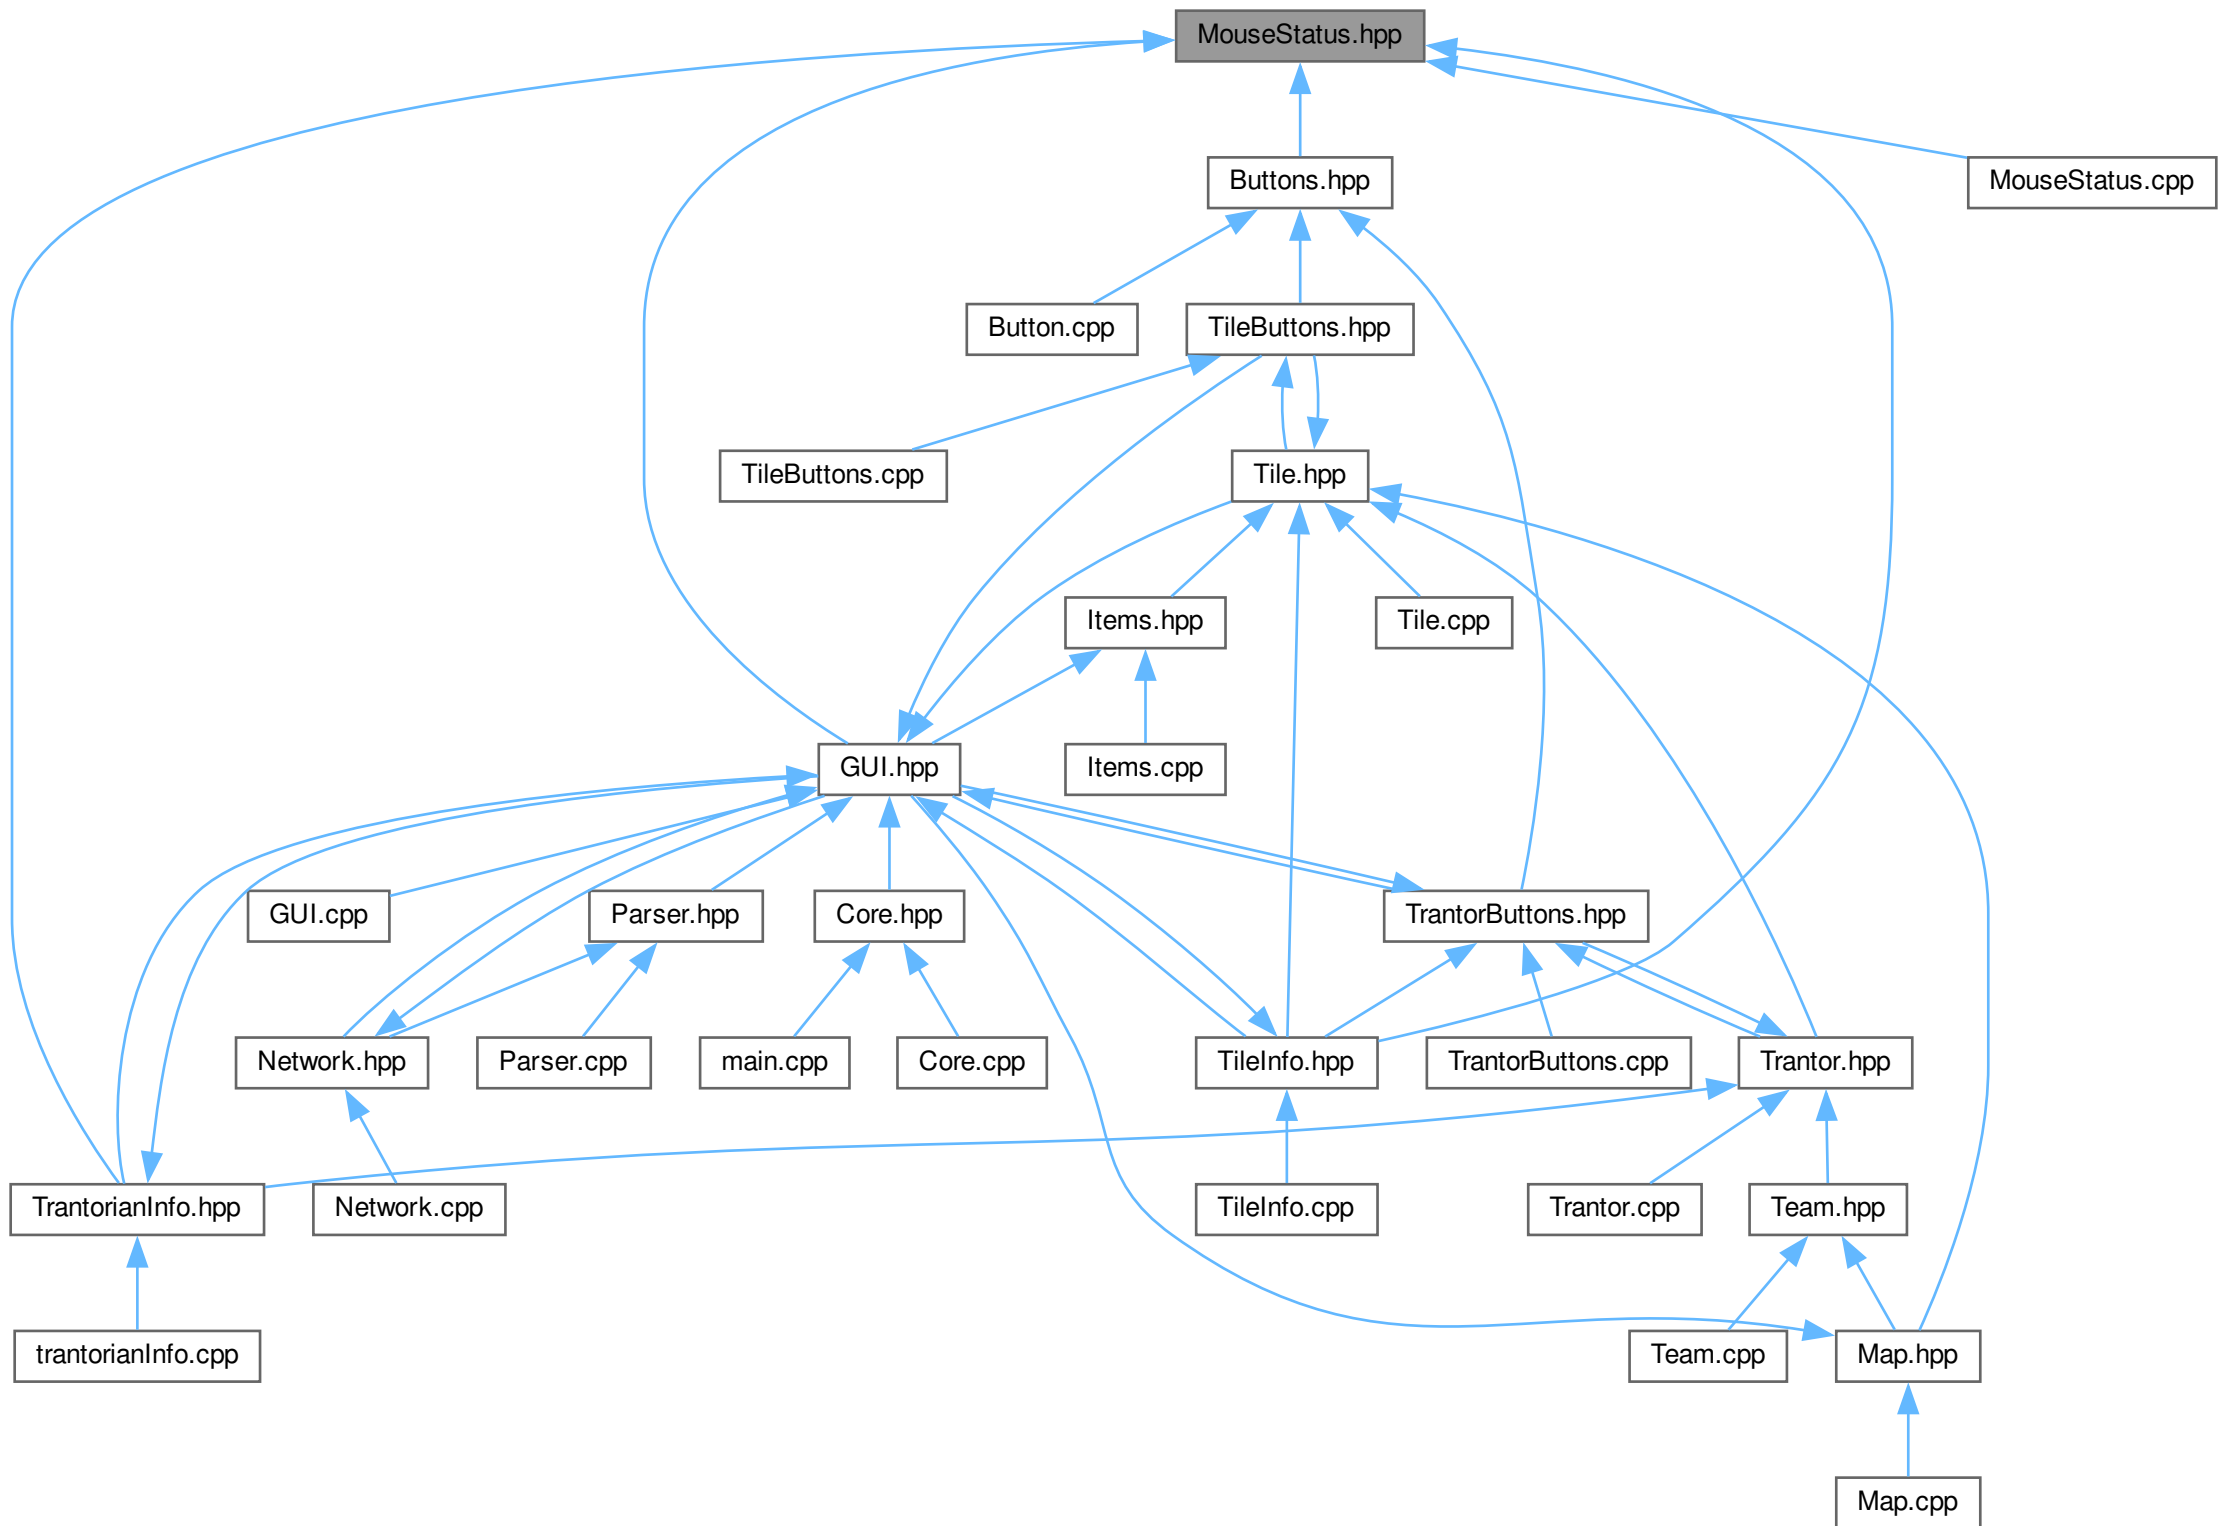 MouseStatus.hpp
Buttons.hpp
MouseStatus.cpp
Button.cpp
TileButtons.hpp
TileButtons.cpp
Tile.hpp
Items.hpp
Tile.cpp
GUI.hpp
Items.cpp
GUI.cpp
Parser.hpp
Core.hpp
TrantorButtons.hpp
Network.hpp
Parser.cpp
main.cpp
Core.cpp
TileInfo.hpp
TrantorButtons.cpp
Trantor.hpp
TrantorianInfo.hpp
Network.cpp
TileInfo.cpp
Trantor.cpp
Team.hpp
trantorianInfo.cpp
Team.cpp
Map.hpp
Map.cpp